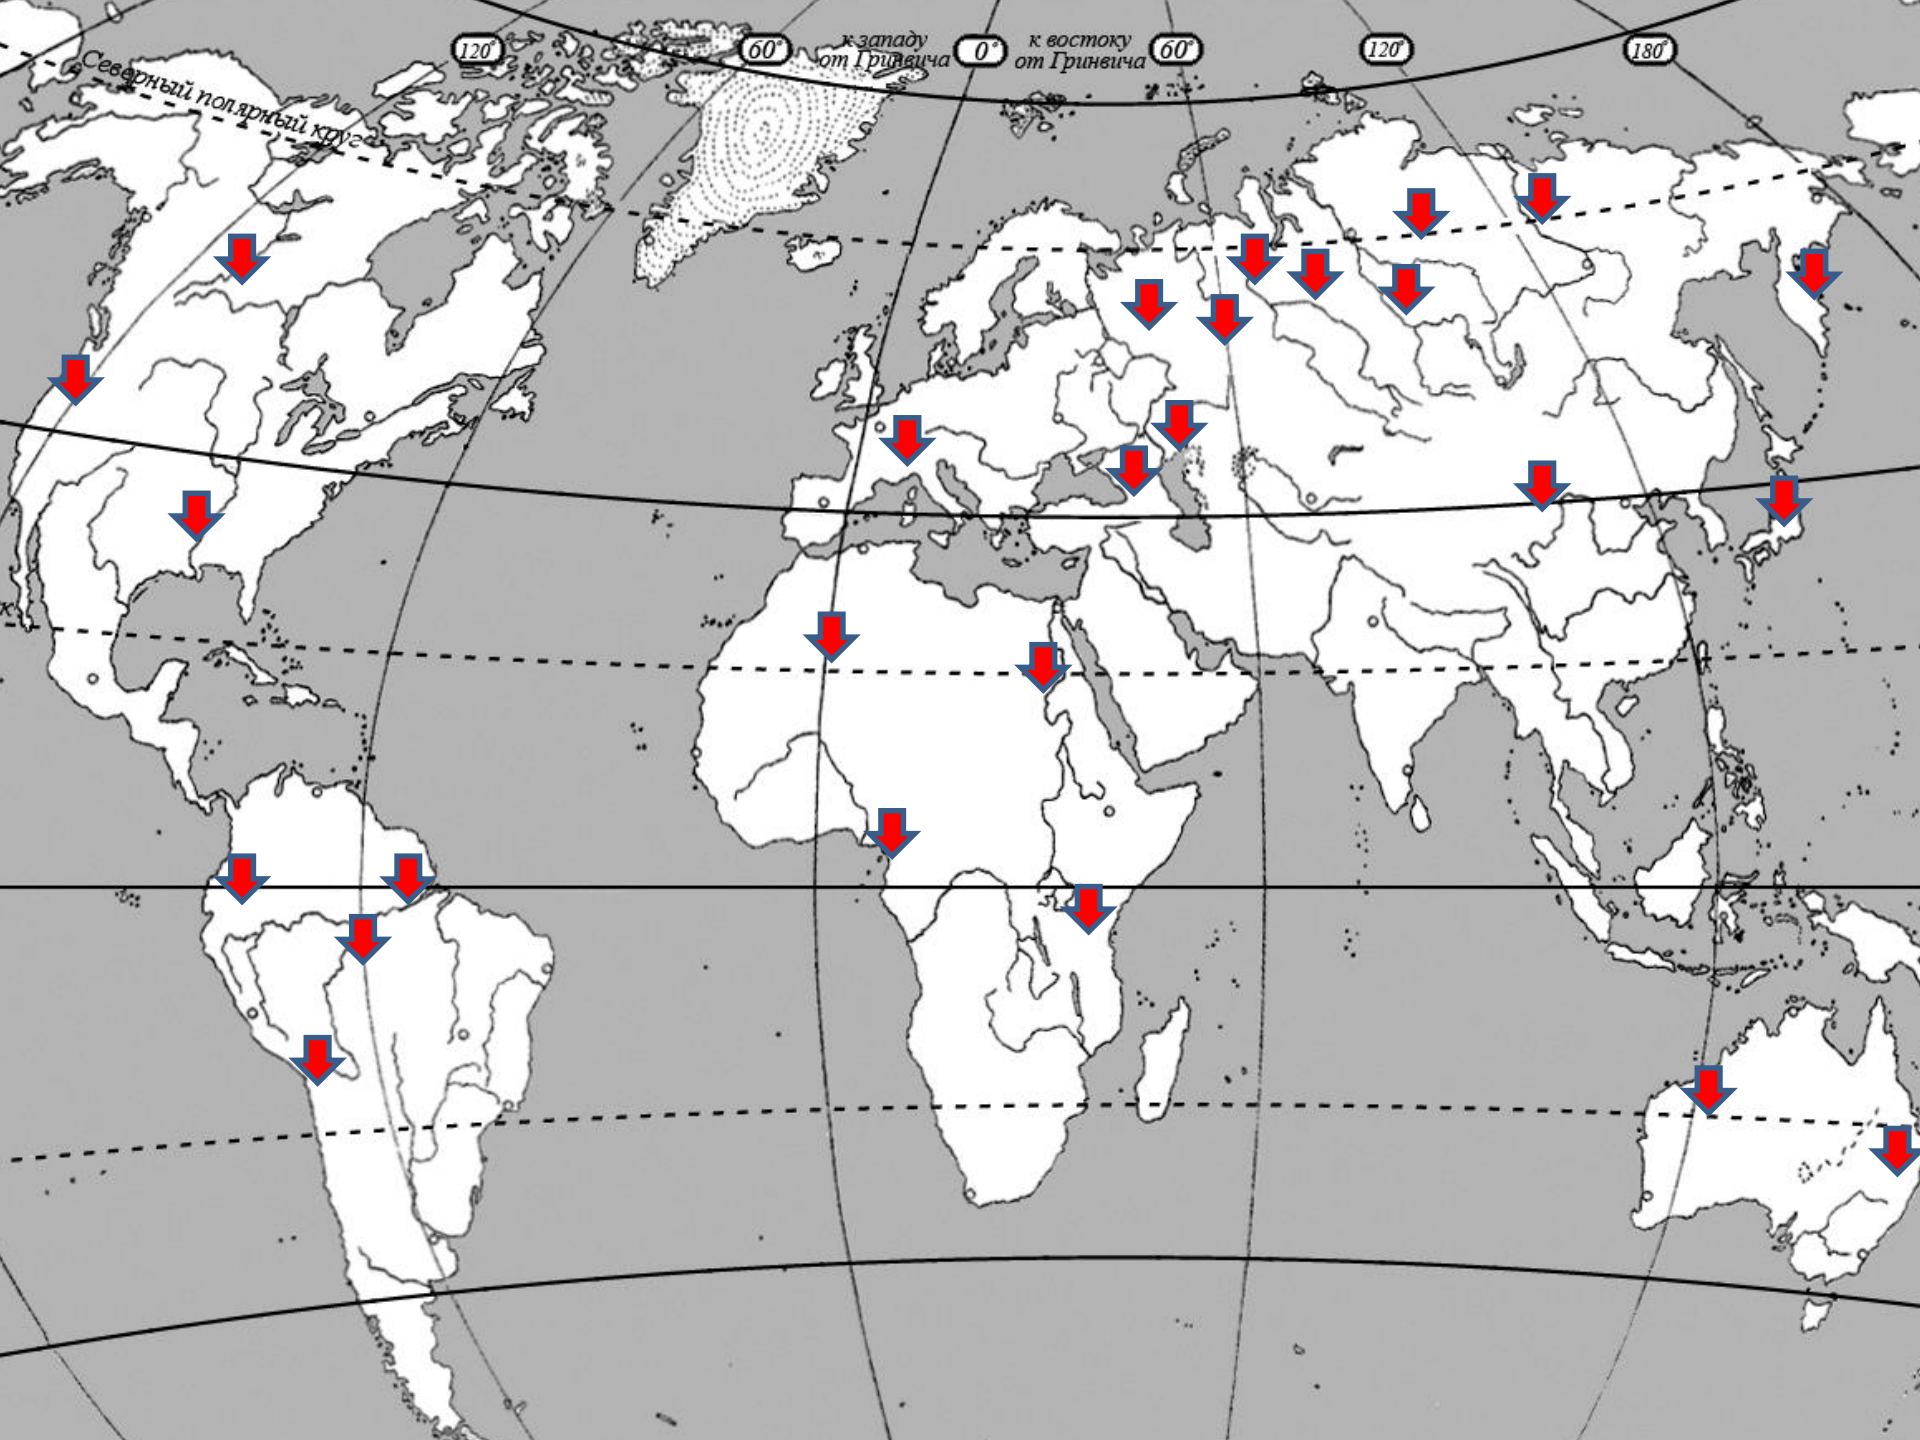 120°
60°
к западу
от Гринвича
0°
к востоку
от Гринвича
60°
120°
180°
Северный полярный круг
к